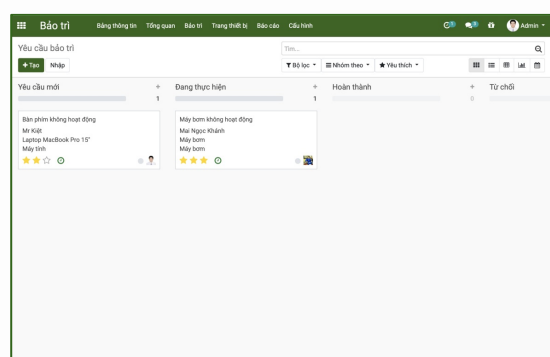 Bảo trì
Bảng thông tin Tổng quan Bảo trì Trang thiết bị Báo cáo Cấu hình
Admin
Yêu cầu bảo trì
Tìm...
+ Tạo Nhập
Bộ lọc Nhóm theo Yêu thích
Yêu cầu mới + 1
Đang thực hiện + 1
Hoàn thành + 0
Từ chối
Bàn phím không hoạt động
Mr Kiệt
Laptop MacBook Pro 15"
Máy tính
Máy bơm không hoạt động
Mai Ngọc Khánh
Máy bơm
Máy bơm